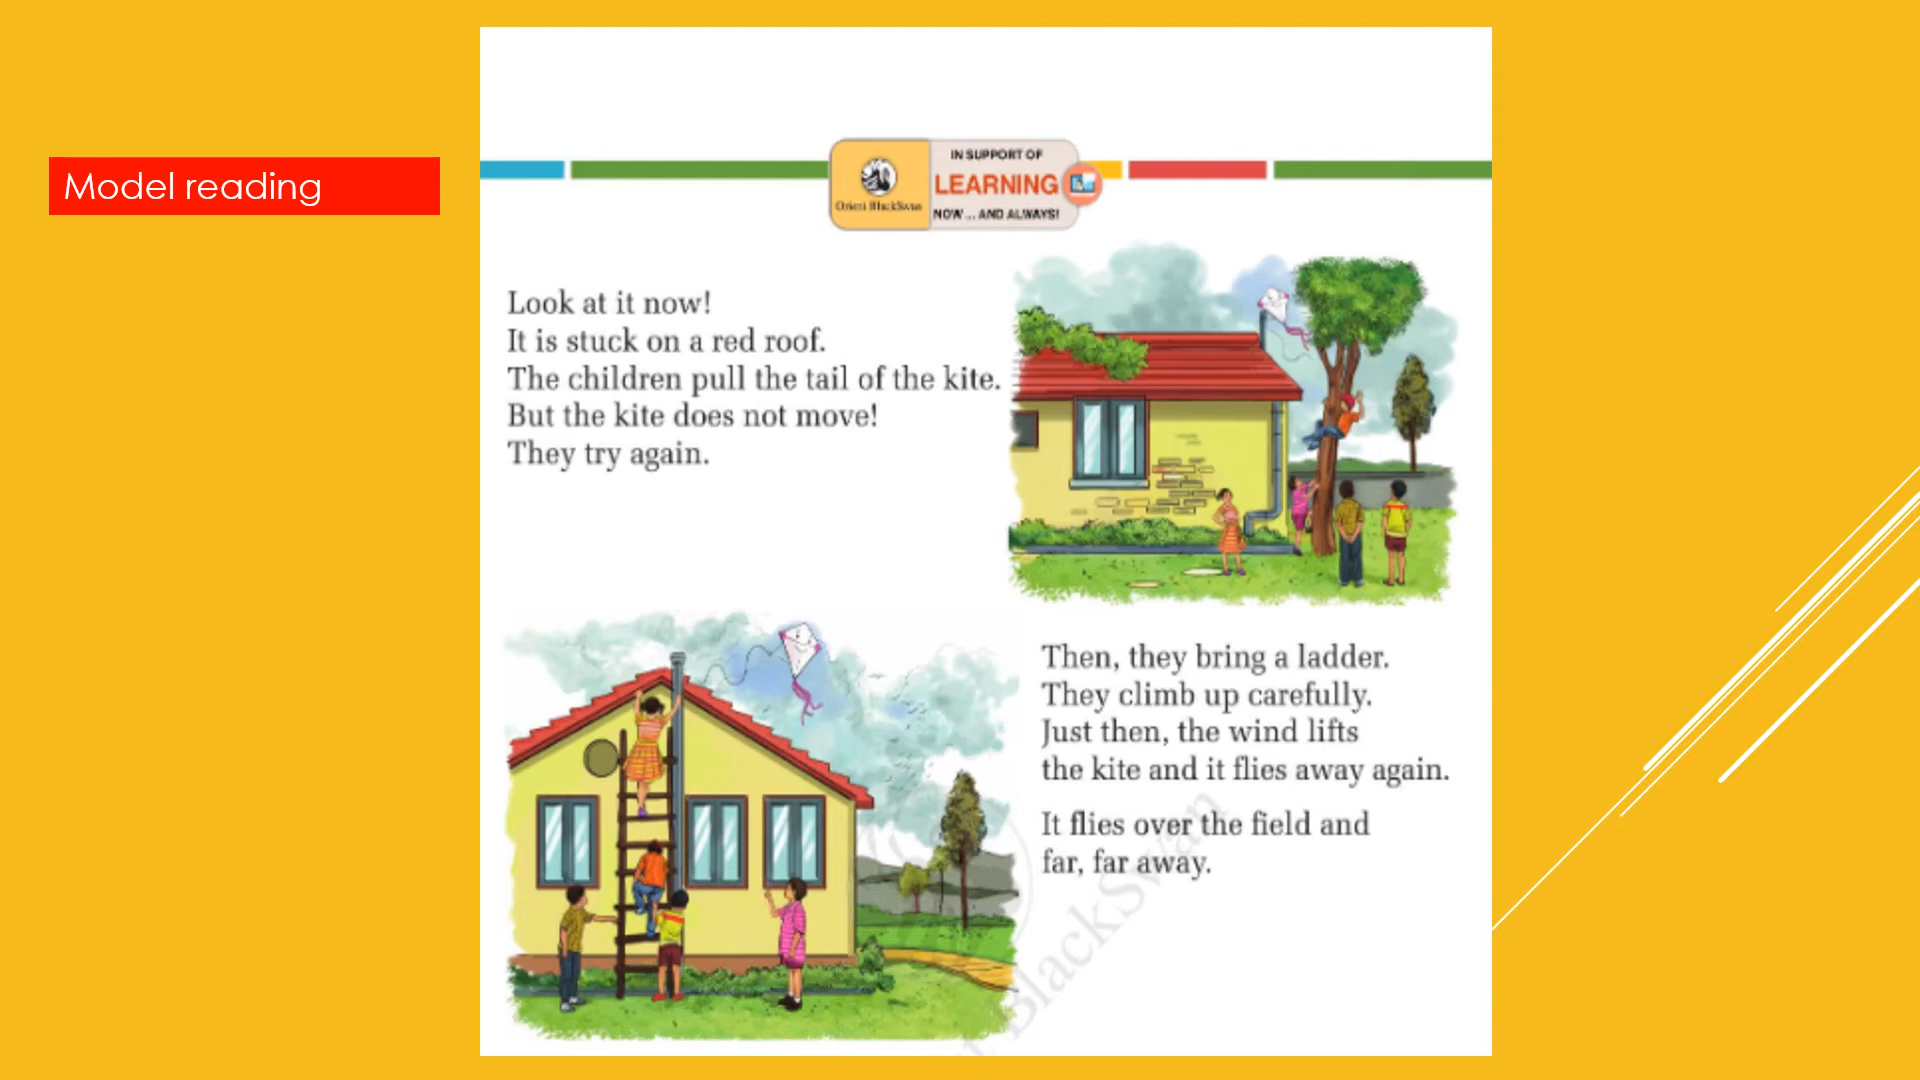 Model reading
Orient BlackSwan
IN SUPPORT OF
LEARNING
NOW ... AND ALWAYS!
Look at it now!
It is stuck on a red roof.
The children pull the tail of the kite.
But the kite does not move!
They try again.
Then, they bring a ladder.
They climb up carefully.
Just then, the wind lifts
the kite and it flies away again.
It flies over the field and
far, far away.
BlackSwan